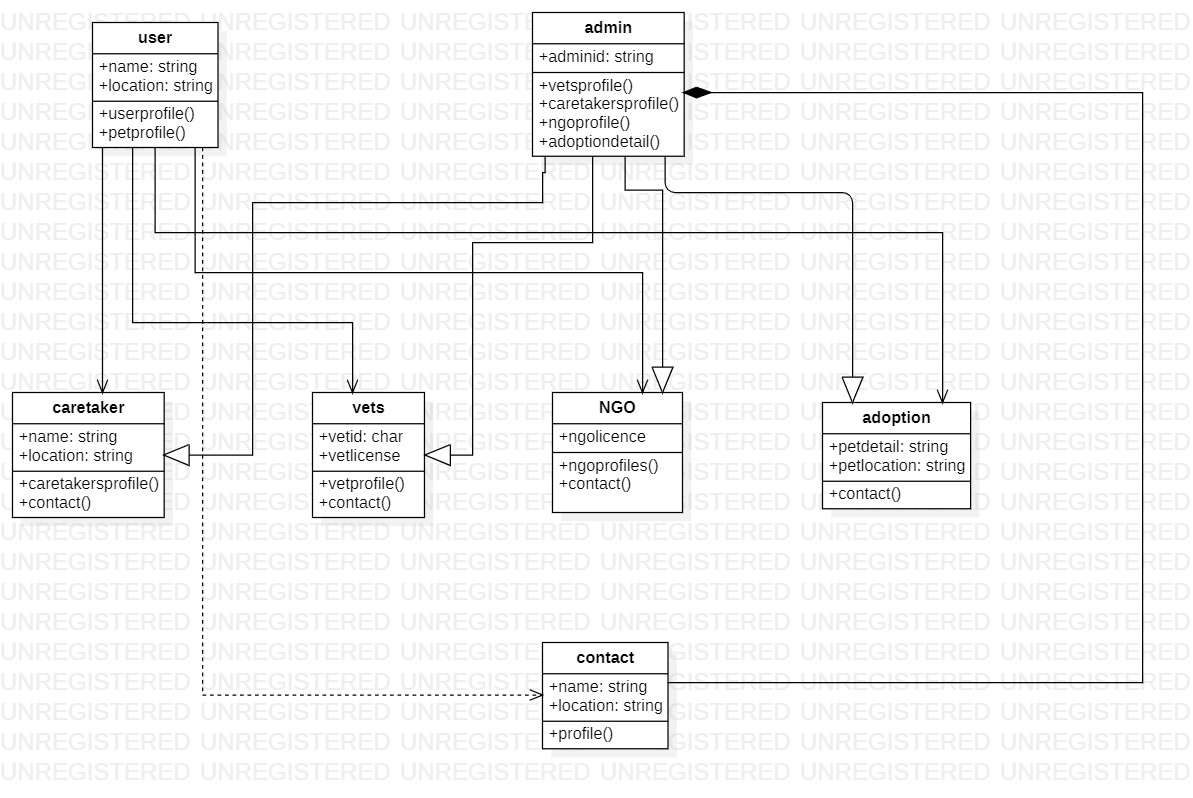 user
+name: string
+location: string
+userprofile()
+petprofile()
admin
+adminid: string
+vetsprofile()
+caretakersprofile()
+ngoprofile()
+adoptiondetail()
caretaker
+name: string
+location: string
+caretakersprofile()
+contact()
vets
+vetid: char
+vetlicense
+vetprofile()
+contact()
NGO
+ngolicence
+ngoprofiles()
+contact()
adoption
+petdetail: string
+petlocation: string
+contact()
contact
+name: string
+location: string
+profile()
UNREGISTERED